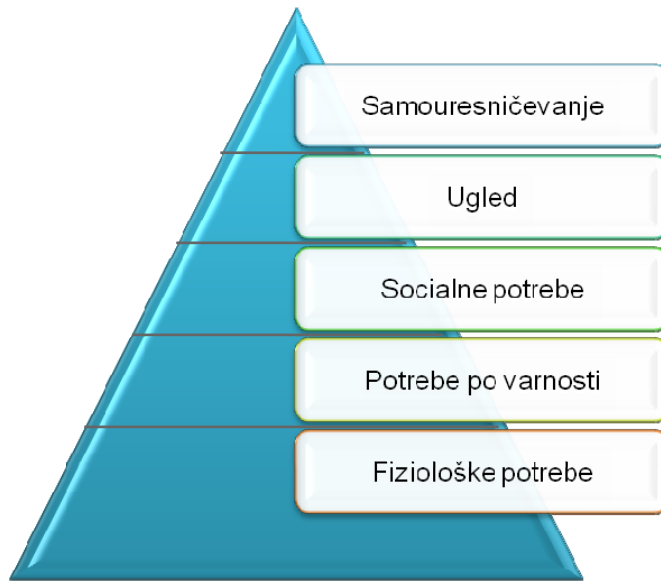 Samouresničevanje
Ugled
Socialne potrebe
Potrebe po varnosti
Fiziološke potrebe